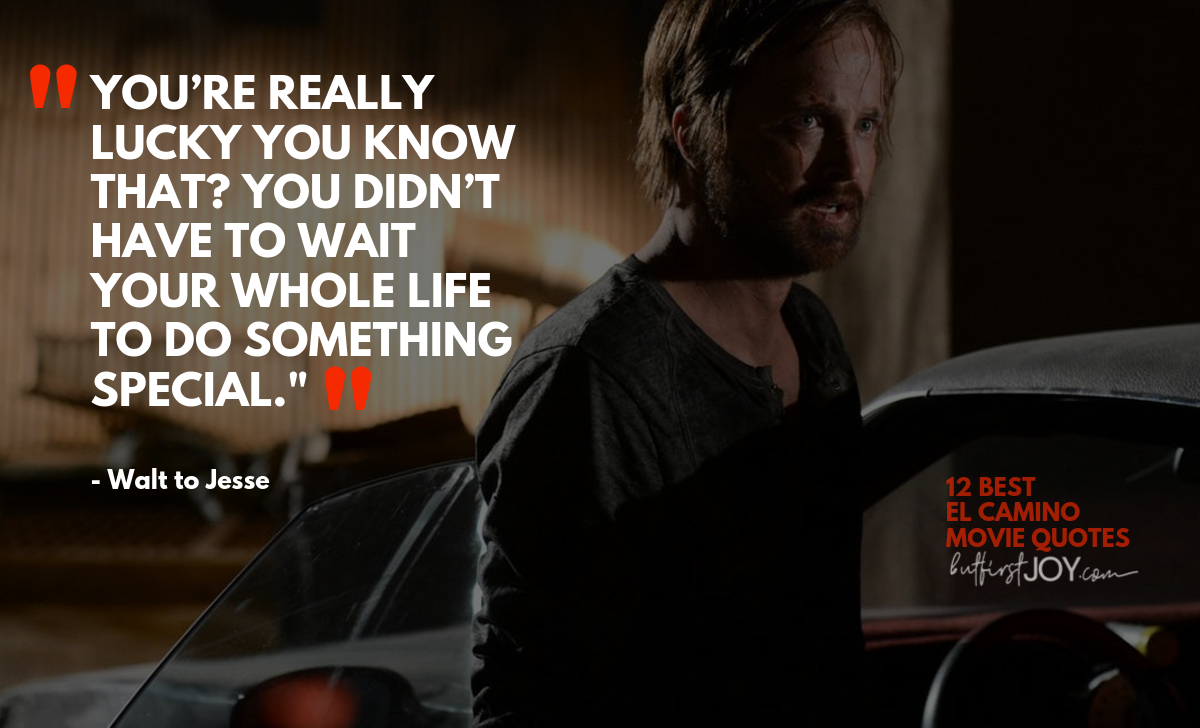 " YOU’RE REALLY
LUCKY YOU KNOW
THAT? YOU DIDN’T
HAVE TO WAIT
YOUR WHOLE LIFE
TO DO SOMETHING
SPECIAL." "
- Walt to Jesse
12 BEST
EL CAMINO
MOVIE QUOTES
butfirstJOY.com